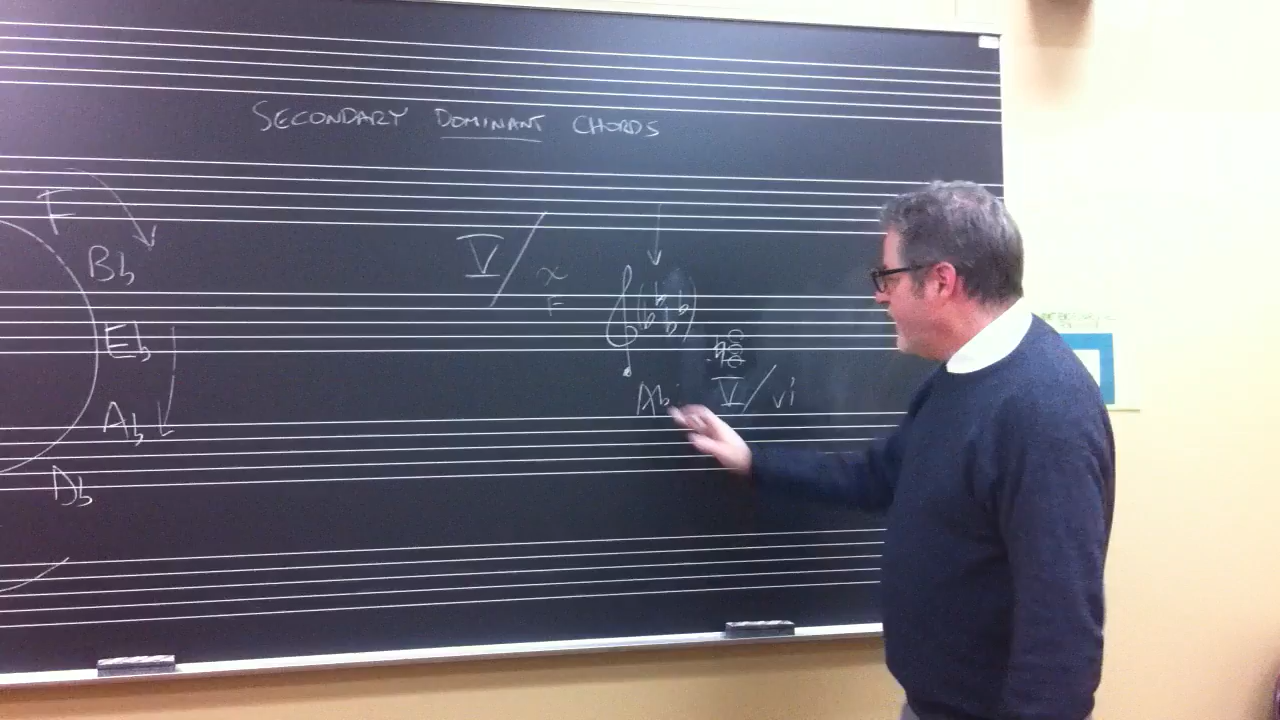 SECONDARY DOMINANT CHORDS
F
Bb
Eb
Ab
Db
V/x
F
Ab
V/vi